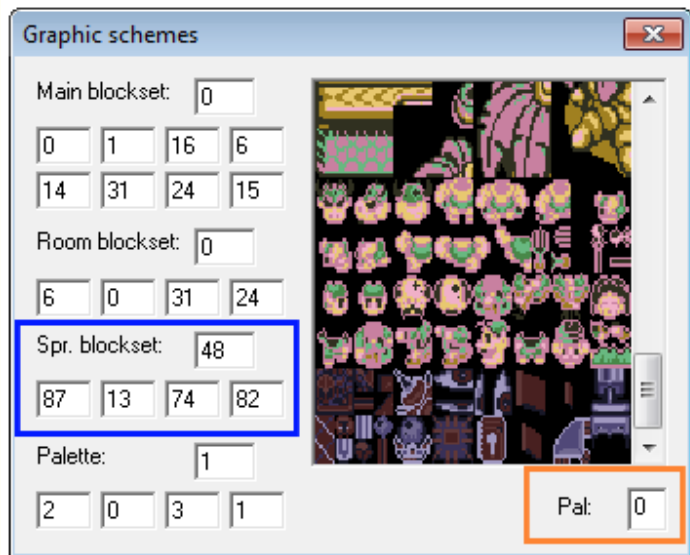 Graphic schemes
Main blockset: 0
0 1 16 6
14 31 24 15
Room blockset: 0
6 0 31 24
Spr. blockset: 48
87 13 74 82
Palette: 1
2 0 3 1
Pal: 0